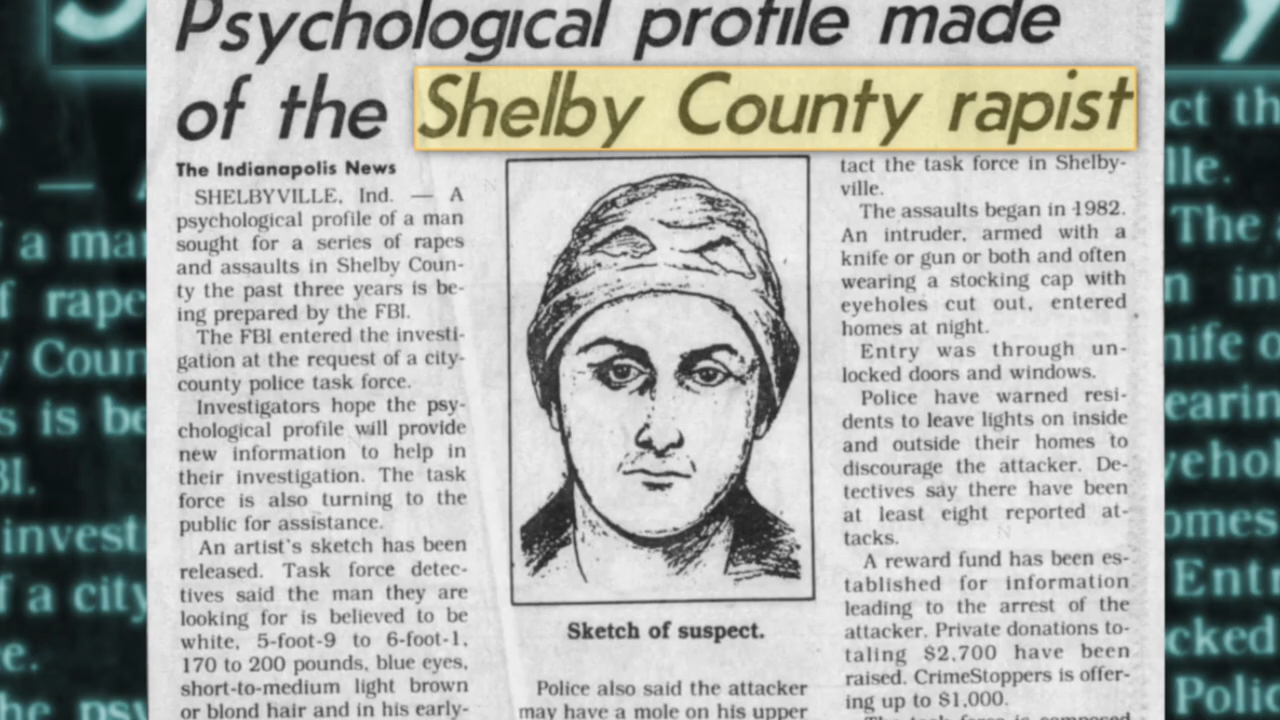 Psychological profile made
of the Shelby County rapist
The Indianapolis News
SHELBYVILLE, Ind. — A
psychological profile of a man
sought for a series of rapes
and assaults in Shelby Coun-
ty the past three years is be-
ing prepared by the FBI.
The FBI entered the investi-
gation at the request of a city-
county police task force.
Investigators hope the psy-
chological profile will provide
new information to help in
their investigation. The task
force is also turning to the
public for assistance.
An artist's sketch has been
released. Task force detec-
tives said the man they are
looking for is believed to be
white, 5-foot-9 to 6-foot-1,
170 to 200 pounds, blue eyes,
short-to-medium light brown
or blond hair and in his early-
Sketch of suspect.
Police also said the attacker
may have a mole on his upper
tact the task force in Shelby-
ville.
The assaults began in 1982.
An intruder, armed with a
knife or gun or both and often
wearing a stocking cap with
eyeholes cut out, entered
homes at night.
Entry was through un-
locked doors and windows.
Police have warned resi-
dents to leave lights on inside
and outside their homes to
discourage the attacker. De-
tectives say there have been
at least eight reported at-
tacks.
A reward fund has been es-
tablished for information
leading to the arrest of the
attacker. Private donations to-
taling $2,700 have been
raised. CrimeStoppers is offer-
ing up to $1,000.
The task force is composed